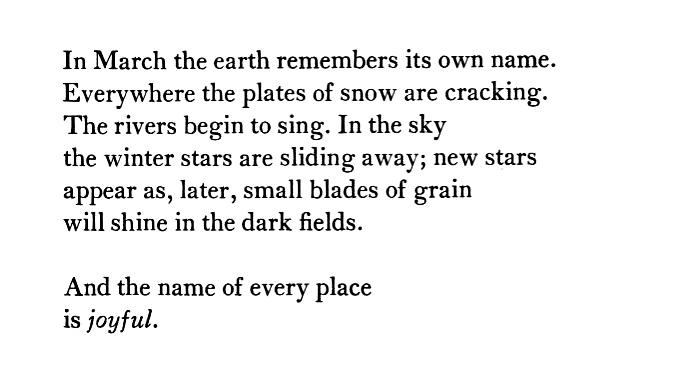 In March the earth remembers its own name.
Everywhere the plates of snow are cracking.
The rivers begin to sing. In the sky
the winter stars are sliding away; new stars
appear as, later, small blades of grain
will shine in the dark fields.
And the name of every place
is joyful.